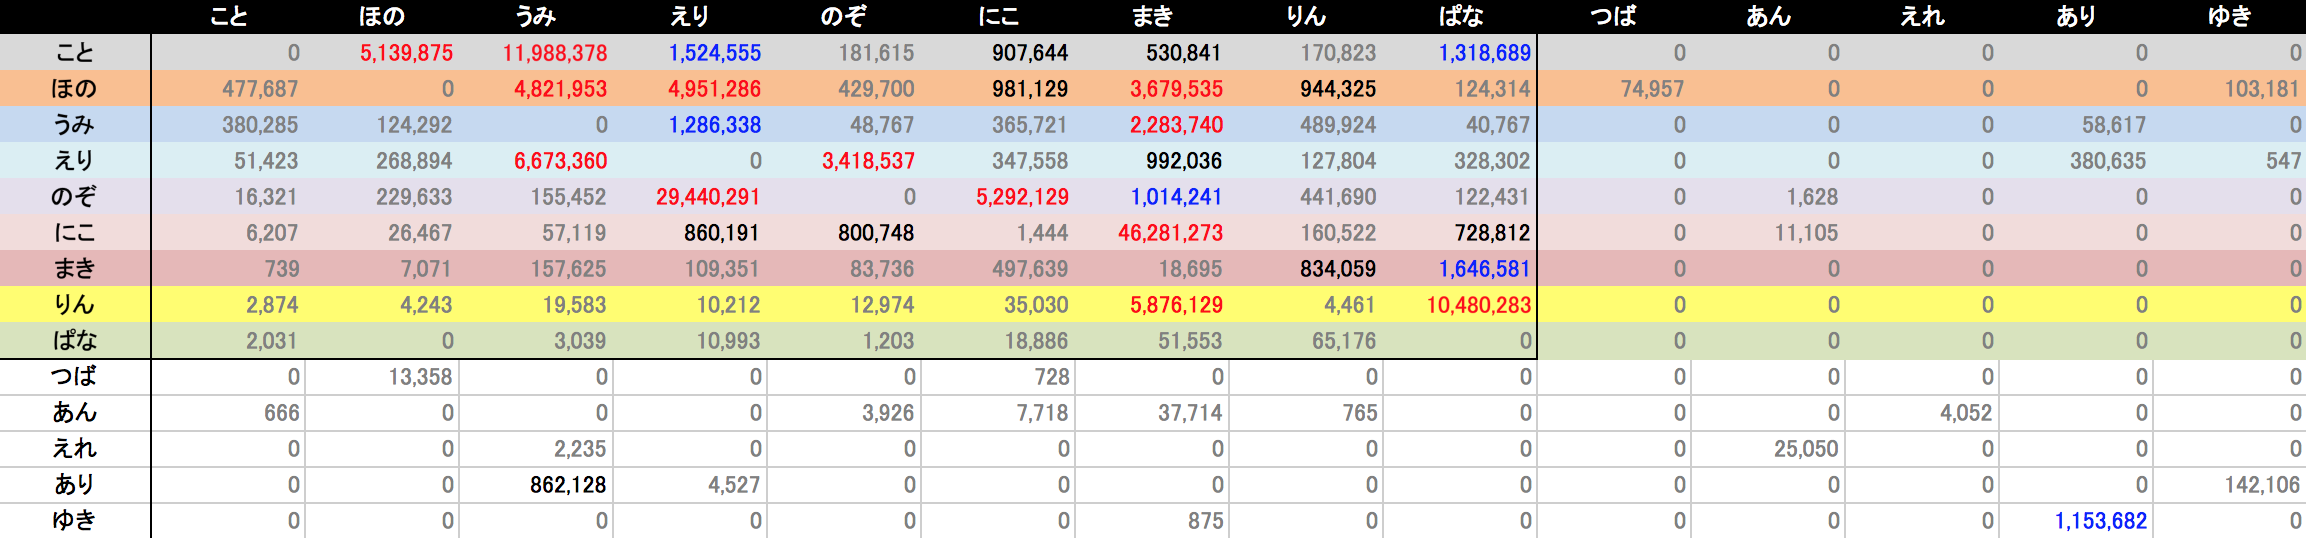 こと ほの うみ えり のぞ にこ まき りん ぱな つば あん えれ あり ゆき
こと 0 5,139,875 11,988,378 1,524,555 181,615 907,644 530,841 170,823 1,318,689 0 0 0 0 0
ほの 477,687 0 4,821,953 4,951,286 429,700 981,129 3,679,535 944,325 124,314 74,957 0 0 0 103,181
うみ 380,285 124,292 0 1,286,338 48,767 365,721 2,283,740 489,924 40,767 0 0 0 58,617 0
えり 51,423 268,894 6,673,360 0 3,418,537 347,558 992,036 127,804 328,302 0 0 0 380,635 547
のぞ 16,321 229,633 155,452 29,440,291 0 5,292,129 1,014,241 441,690 122,431 0 1,628 0 0 0
にこ 6,207 26,467 57,119 860,191 800,748 1,444 46,281,273 160,522 728,812 0 11,105 0 0 0
まき 739 7,071 157,625 109,351 83,736 497,639 18,695 834,059 1,646,581 0 0 0 0 0
りん 2,874 4,243 19,583 10,212 12,974 35,030 5,876,129 4,461 10,480,283 0 0 0 0 0
ぱな 2,031 0 3,039 10,993 1,203 18,886 51,553 65,176 0 0 0 0 0 0
つば 0 13,358 0 0 0 728 0 0 0 0 0 0 0 0
あん 666 0 0 0 3,926 7,718 37,714 765 0 0 0 4,052 0 0
えれ 0 0 2,235 0 0 0 0 0 0 0 25,050 0 0 0
あり 0 0 862,128 4,527 0 0 0 0 0 0 0 0 0 142,106
ゆき 0 0 0 0 0 0 875 0 0 0 0 0 1,153,682 0